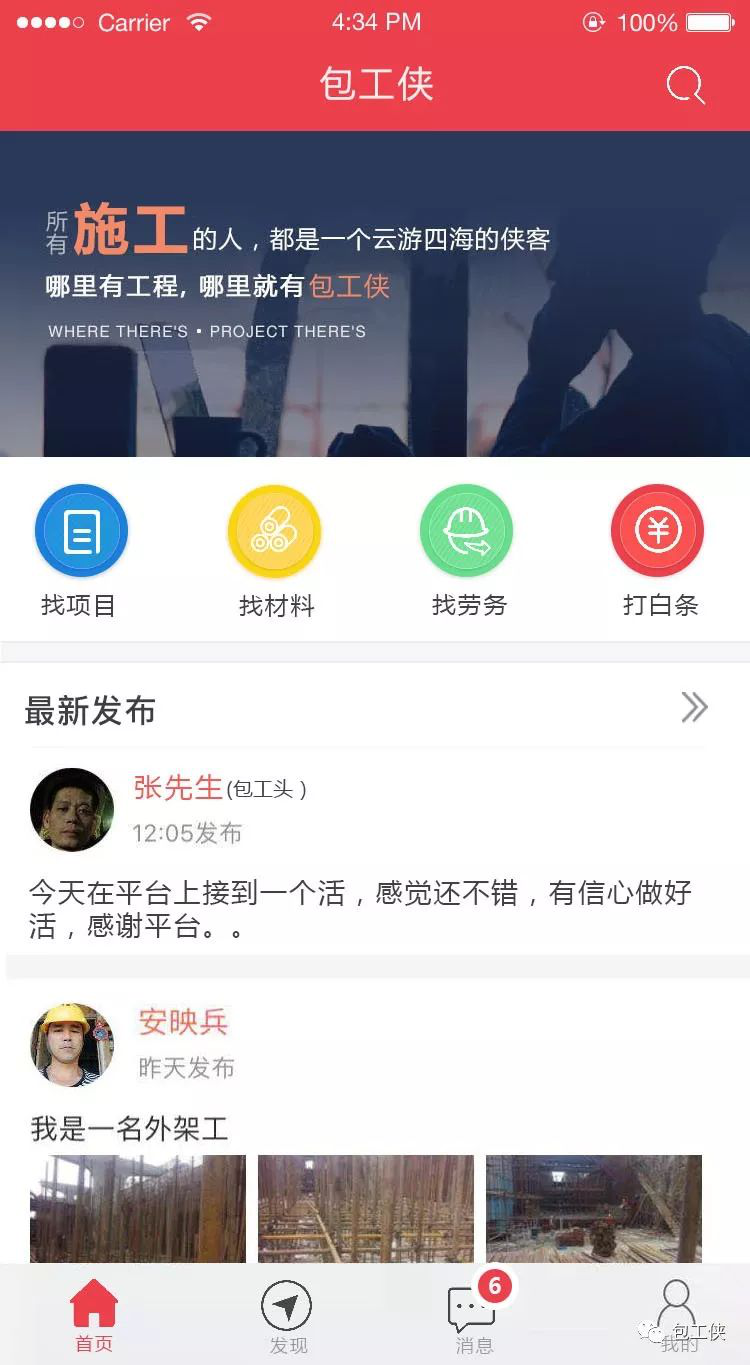 Carrier 4:34 PM 100%
包工侠
所有施工的人，都是一个云游四海的侠客
哪里有工程, 哪里就有包工侠
WHERE THERE'S • PROJECT THERE'S
找项目 找材料 找劳务 打白条
最新发布
张先生(包工头）
12:05发布
今天在平台上接到一个活，感觉还不错，有信心做好
活，感谢平台。。
安映兵
昨天发布
我是一名外架工
6
首页 发现 消息 我的
包工侠